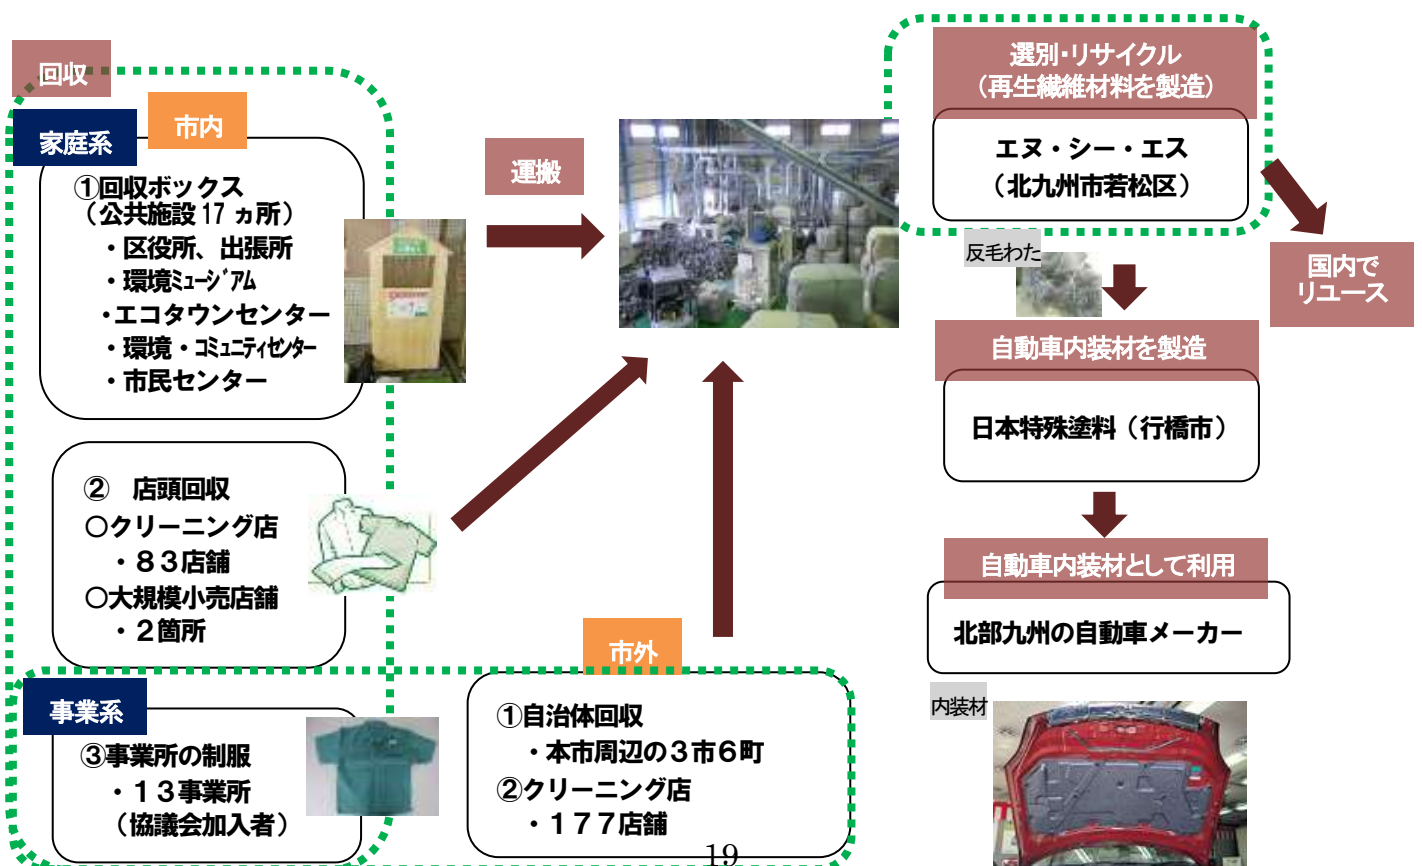 回収
家庭系
市内
①回収ボックス
（公共施設 17 ヵ所）
・区役所、出張所
・環境ﾐｭｰｼﾞｱﾑ
・エコタウンセンター
・環境・ｺﾐｭﾆﾃｨｾﾝﾀｰ
・市民センター
②　店頭回収
○クリーニング店
・８３店舗
○大規模小売店舗
・２箇所
事業系
③事業所の制服
・１３事業所
（協議会加入者）
運搬
市外
①自治体回収
・本市周辺の３市６町
②クリーニング店
・１７７店舗
選別・リサイクル
（再生繊維材料を製造）
エヌ・シー・エス
（北九州市若松区）
国内で
リユース
反毛わた
自動車内装材を製造
日本特殊塗料（行橋市）
自動車内装材として利用
北部九州の自動車メーカー
内装材
19